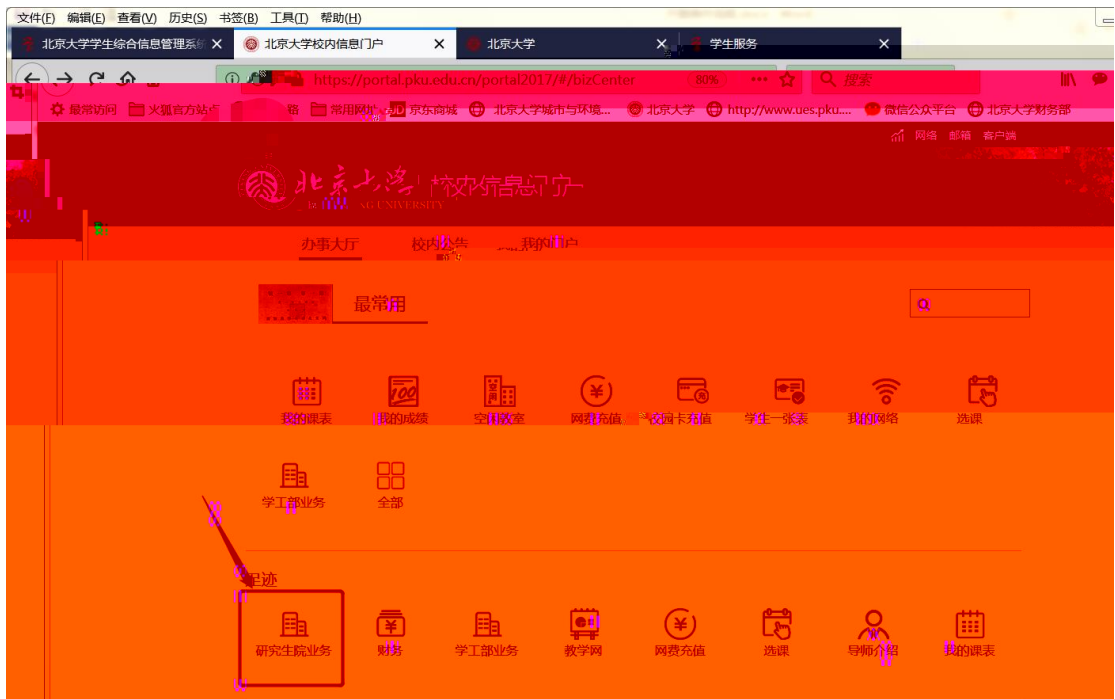 文件(F) 编辑(E) 查看(V) 历史(S) 书签(B) 工具(T) 帮助(H)
北京大学学生综合信息管理系统 北京大学校内信息门户 北京大学 学生服务
https://portal.pku.edu.cn/portal2017/#/bizCenter 80% 搜索
最常访问 火狐官方站点 常用网址 京东商城 北京大学城市与环境... 北京大学 http://www.ues.pku.... 微信公众平台 北京大学财务部
网络 邮箱 客户端
北京大学 校内信息门户
办事大厅 校内公告 我的门户
最常用
我的课表 我的成绩 空闲教室 网费充值 校园卡充值 学生一张表 我的网络 选课
学工部业务 全部
足迹
研究生院业务 财务 学工部业务 教学网 网费充值 选课 导师介绍 我的课表